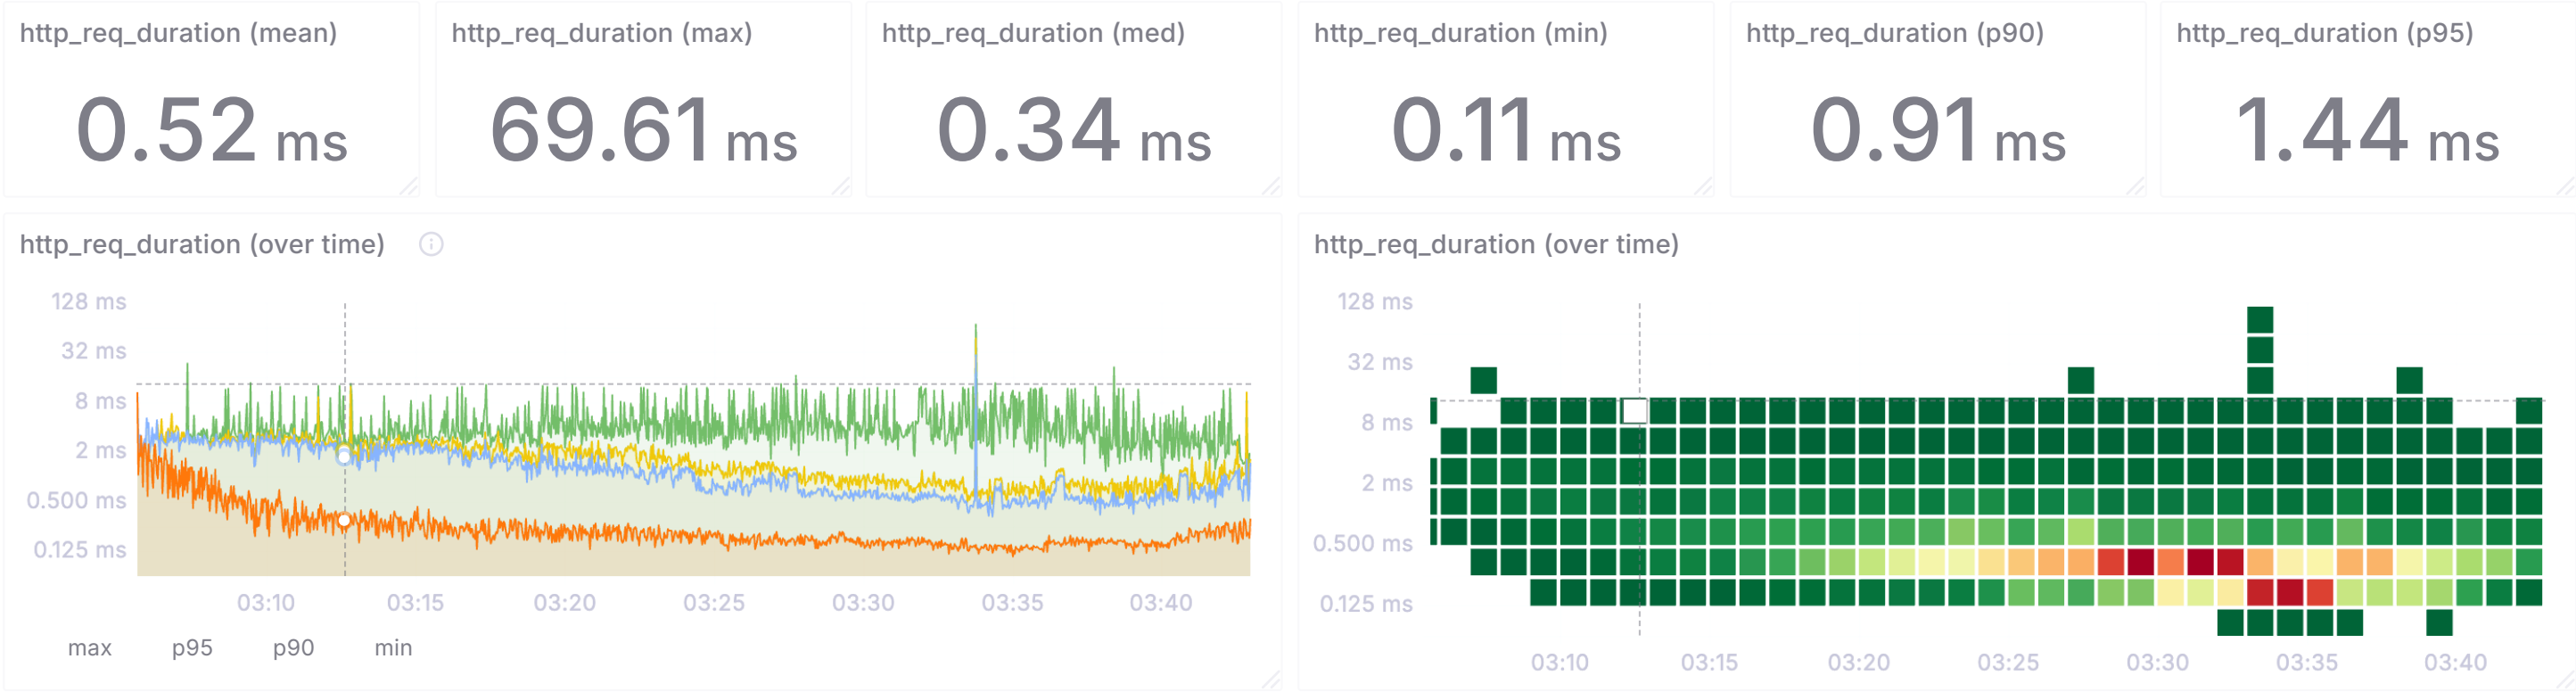 http_req_duration (mean)
0.52 ms
http_req_duration (max)
69.61 ms
http_req_duration (med)
0.34 ms
http_req_duration (min)
0.11 ms
http_req_duration (p90)
0.91 ms
http_req_duration (p95)
1.44 ms
http_req_duration (over time)
128 ms
32 ms
8 ms
2 ms
0.500 ms
0.125 ms
03:10 03:15 03:20 03:25 03:30 03:35 03:40
max p95 p90 min
http_req_duration (over time)
128 ms
32 ms
8 ms
2 ms
0.500 ms
0.125 ms
03:10 03:15 03:20 03:25 03:30 03:35 03:40